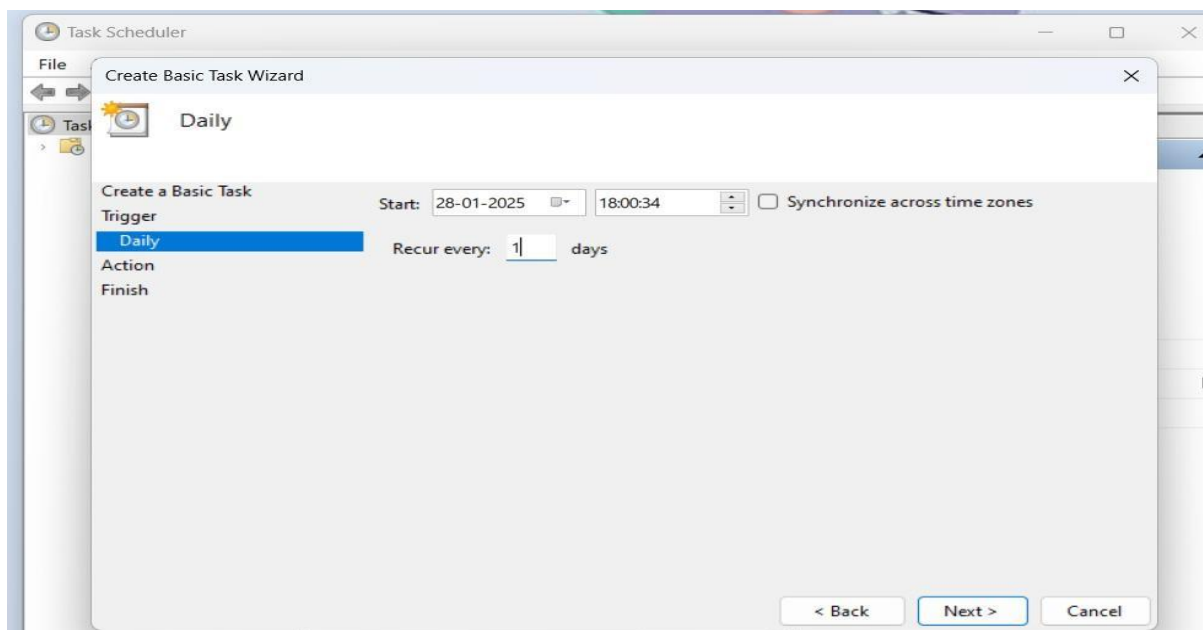 Task Scheduler
File
Create Basic Task Wizard
Daily
Create a Basic Task
Trigger
Daily
Action
Finish
Start: 28-01-2025 18:00:34 Synchronize across time zones
Recur every: 1 days
< Back Next > Cancel